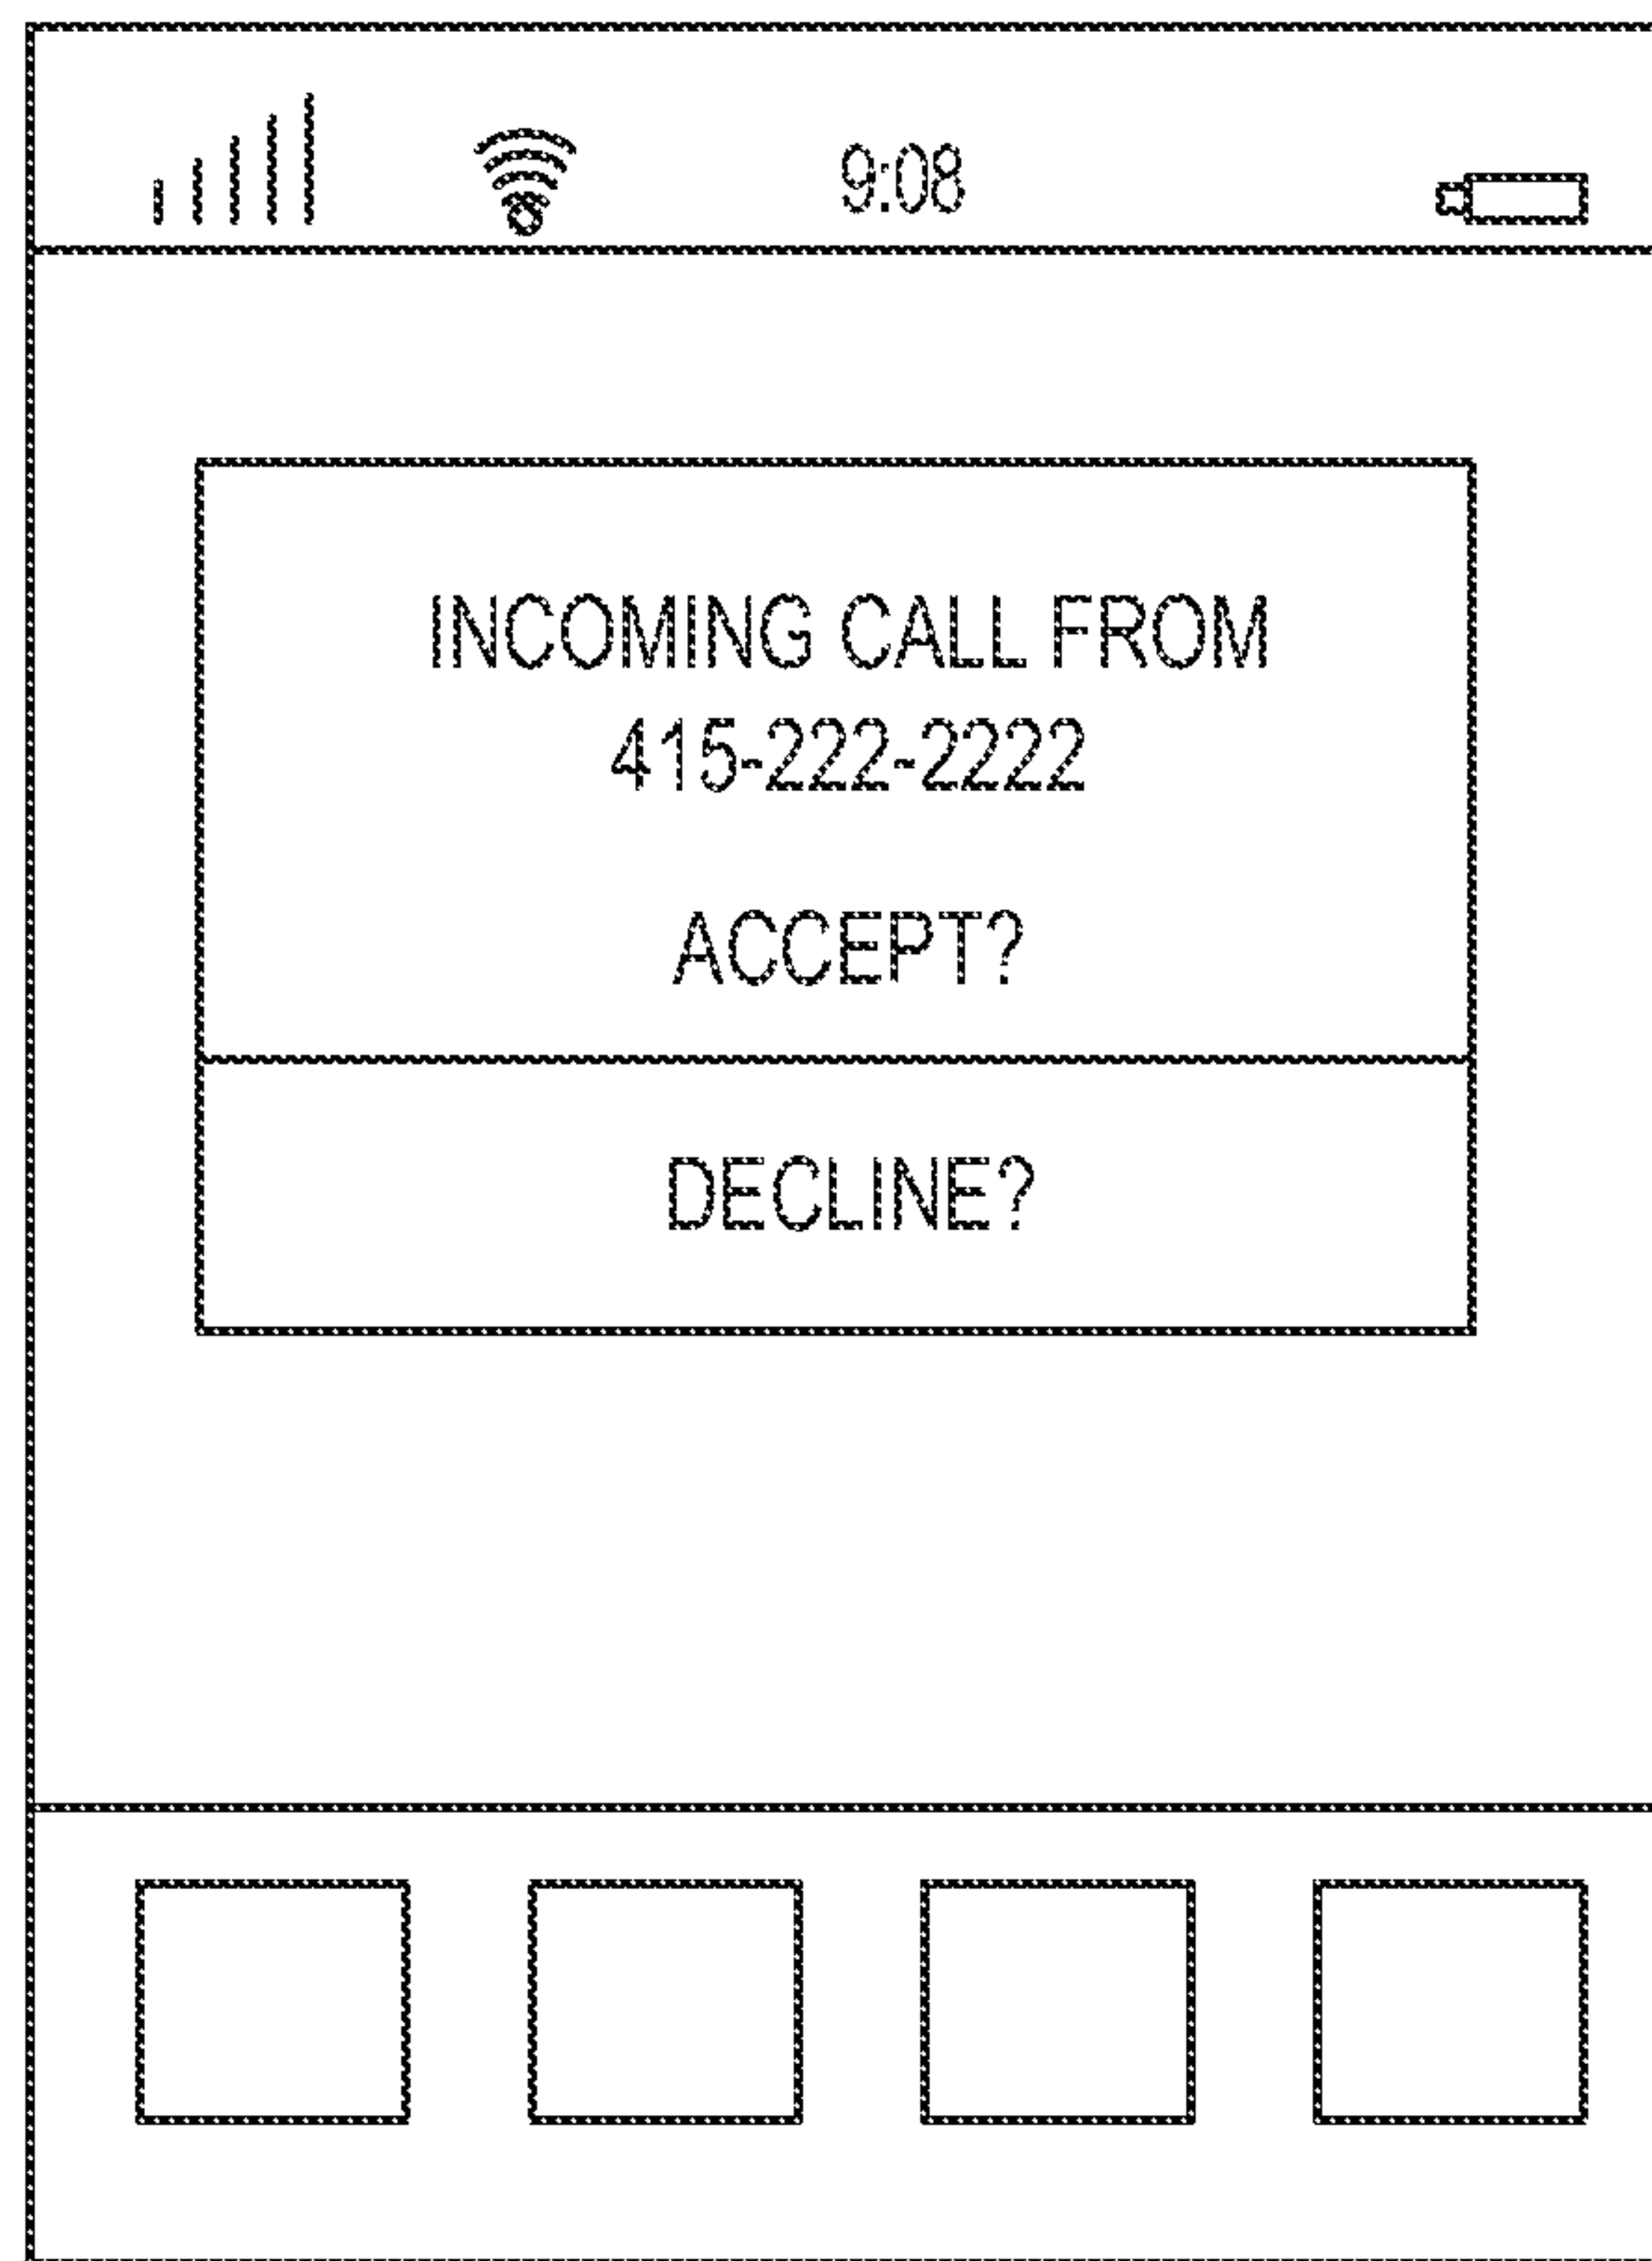 9:08
INCOMING CALL FROM
415-222-2222
ACCEPT?
DECLINE?